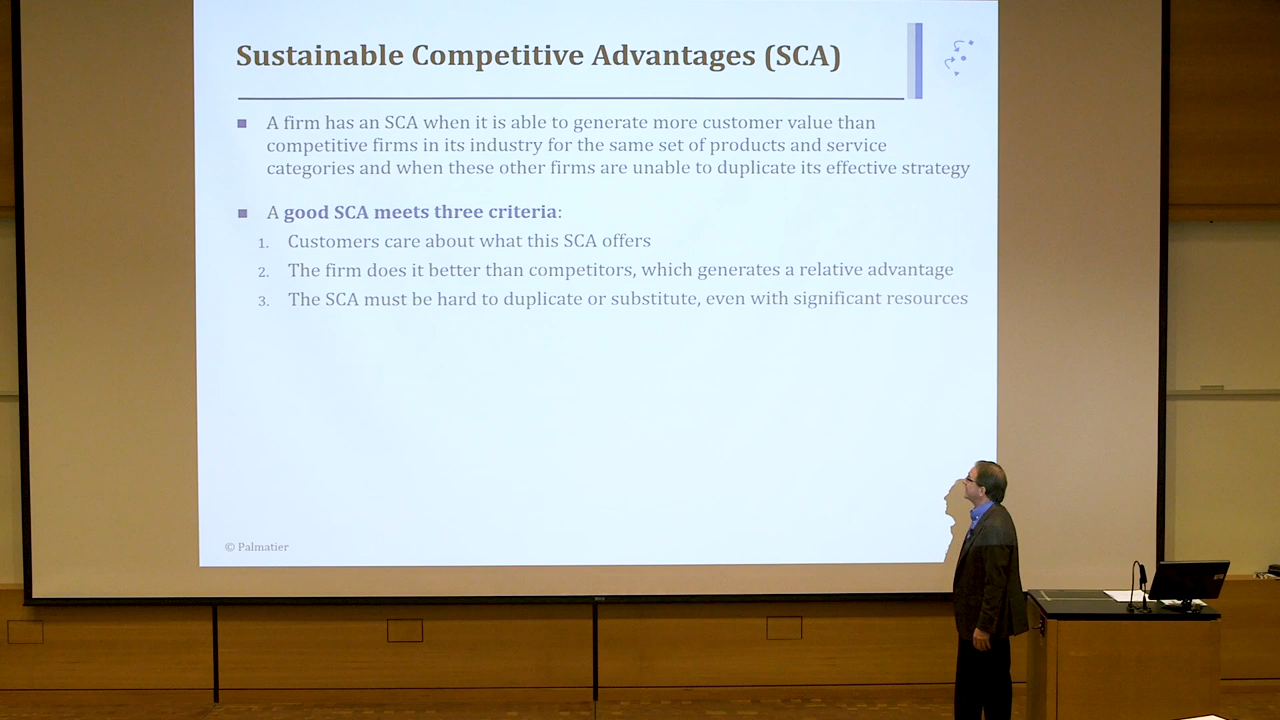 Sustainable Competitive Advantages (SCA)
A firm has an SCA when it is able to generate more customer value than
competitive firms in its industry for the same set of products and service
categories and when these other firms are unable to duplicate its effective strategy
A good SCA meets three criteria:
1. Customers care about what this SCA offers
2. The firm does it better than competitors, which generates a relative advantage
3. The SCA must be hard to duplicate or substitute, even with significant resources
© Palmatier